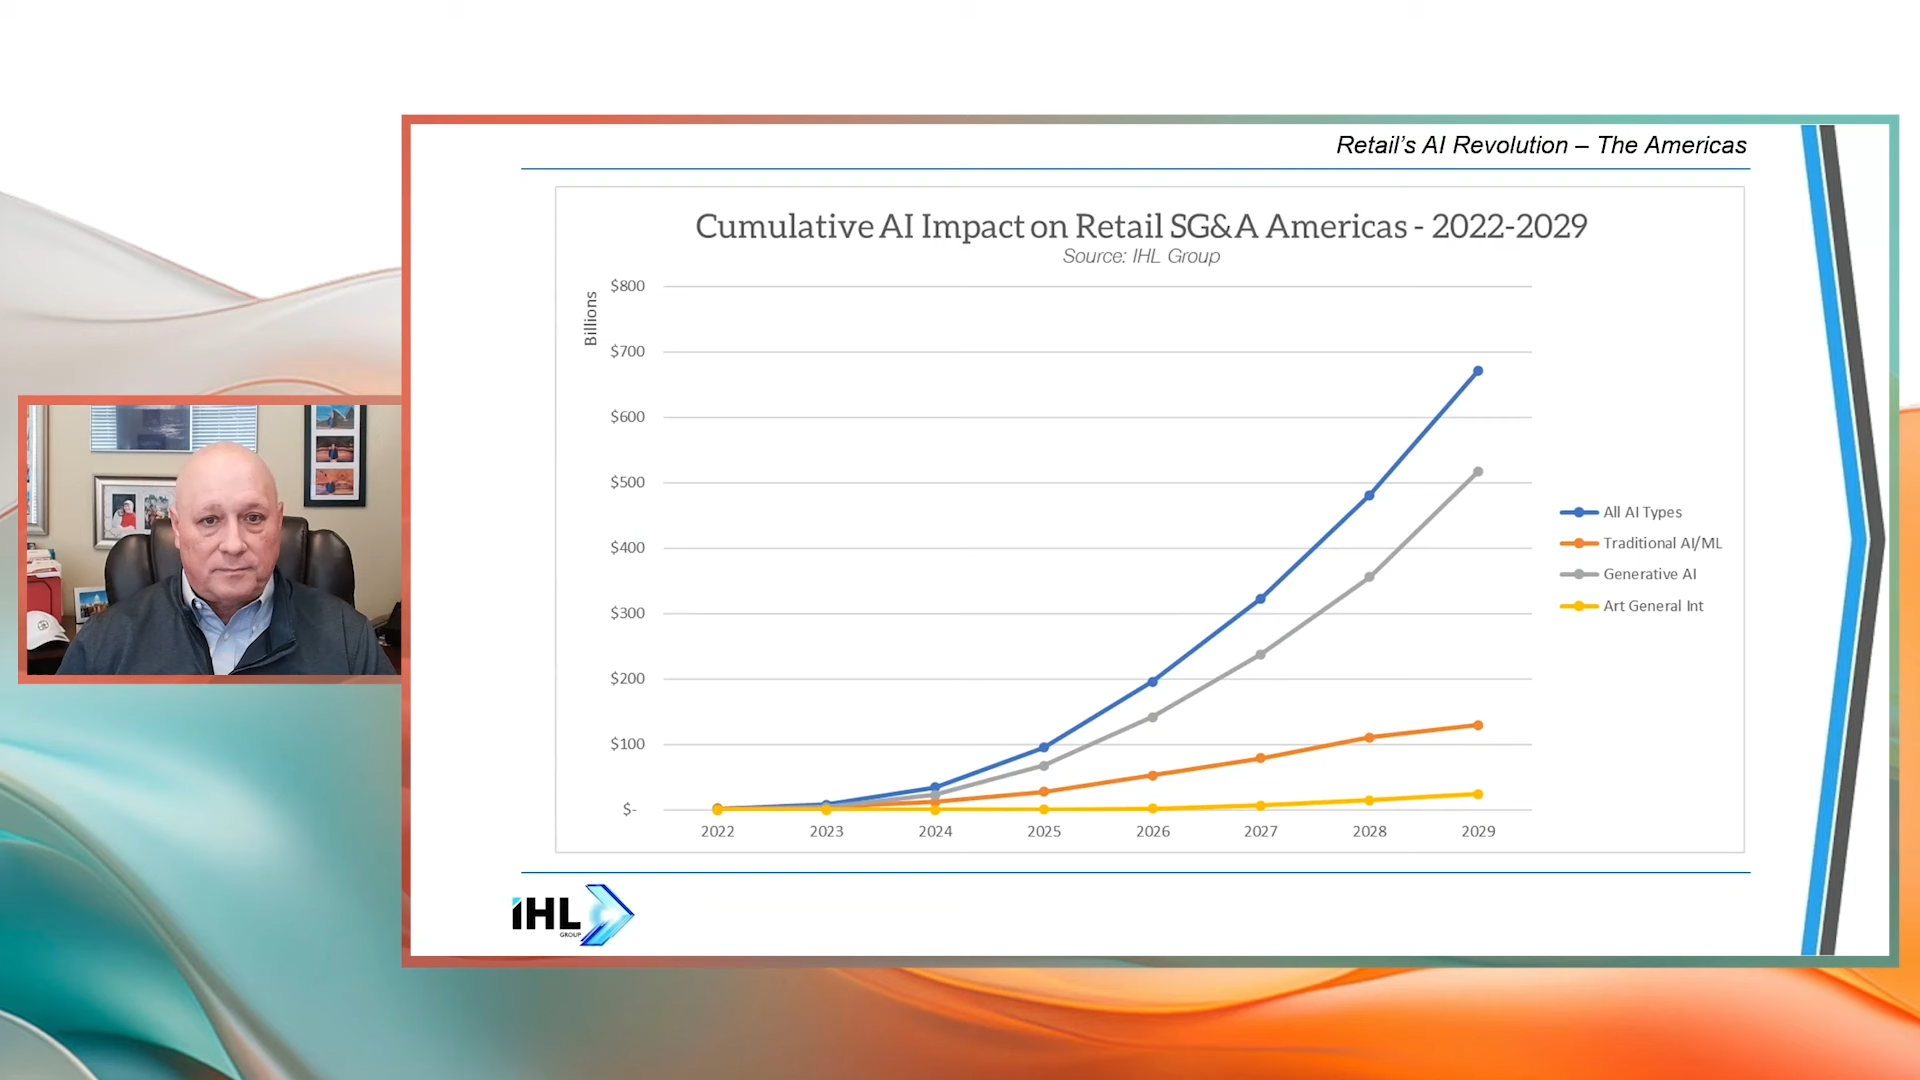 Retail’s AI Revolution – The Americas
Cumulative AI Impact on Retail SG&A Americas - 2022-2029
Source: IHL Group
Billions
$800
$700
$600
$500
$400
$300
$200
$100
$-
2022 2023 2024 2025 2026 2027 2028 2029
All AI Types
Traditional AI/ML
Generative AI
Art General Int
iHL
GROUP